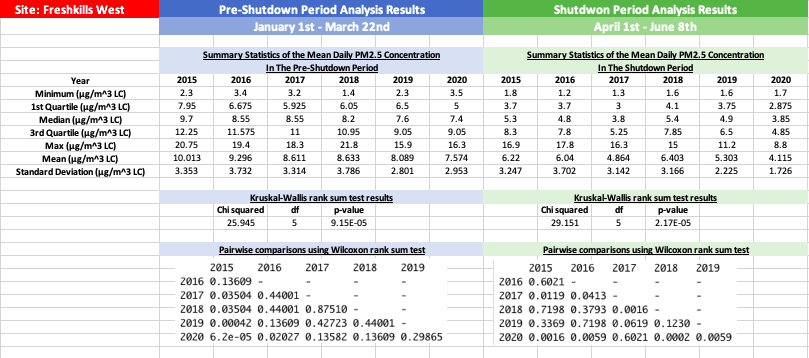 Site: Freshkills West Pre-Shutdown Period Analysis Results Shutdwon Period Analysis Results
January 1st - March 22nd April 1st - June 8th
Summary Statistics of the Mean Daily PM2.5 Concentration Summary Statistics of the Mean Daily PM2.5 Concentration
In The Pre-Shutdown Period In The Shutdown Period
Year 2015 2016 2017 2018 2019 2020 2015 2016 2017 2018 2019 2020
Minimum (µg/m^3 LC) 2.3 3.4 3.2 1.4 2.3 3.5 1.8 1.2 1.3 1.6 1.6 1.7
1st Quartile (µg/m^3 LC) 7.95 6.675 5.925 6.05 6.5 5 3.7 3.7 3 4.1 3.75 2.875
Median (µg/m^3 LC) 9.7 8.55 8.55 8.2 7.6 7.4 5.3 4.8 3.8 5.4 4.9 3.85
3rd Quartile (µg/m^3 LC) 12.25 11.575 11 10.95 9.05 9.05 8.3 7.8 5.25 7.85 6.5 4.85
Max (µg/m^3 LC) 20.75 19.4 18.3 21.8 15.9 16.3 16.9 17.8 16.3 15 11.2 8.8
Mean (µg/m^3 LC) 10.013 9.296 8.611 8.633 8.089 7.574 6.22 6.04 4.864 6.403 5.303 4.115
Standard Deviation (µg/m^3 LC) 3.353 3.732 3.314 3.786 2.801 2.953 3.247 3.702 3.142 3.166 2.225 1.726
Kruskal-Wallis rank sum test results Kruskal-Wallis rank sum test results
Chi squared df p-value Chi squared df p-value
25.945 5 9.15E-05 29.151 5 2.17E-05
Pairwise comparisons using Wilcoxon rank sum test Pairwise comparisons using Wilcoxon rank sum test
2015 2016 2017 2018 2019 2015 2016 2017 2018 2019
2016 0.13609 - - - - 2016 0.6021 - - - -
2017 0.03504 0.44001 - - - 2017 0.0119 0.0413 - - -
2018 0.03504 0.44001 0.87510 - - 2018 0.7198 0.3793 0.0016 - -
2019 0.00042 0.13609 0.42723 0.44001 - 2019 0.3369 0.7198 0.0619 0.1230 -
2020 6.2e-05 0.02027 0.13582 0.13609 0.29865 2020 0.0016 0.0059 0.6021 0.0002 0.0059